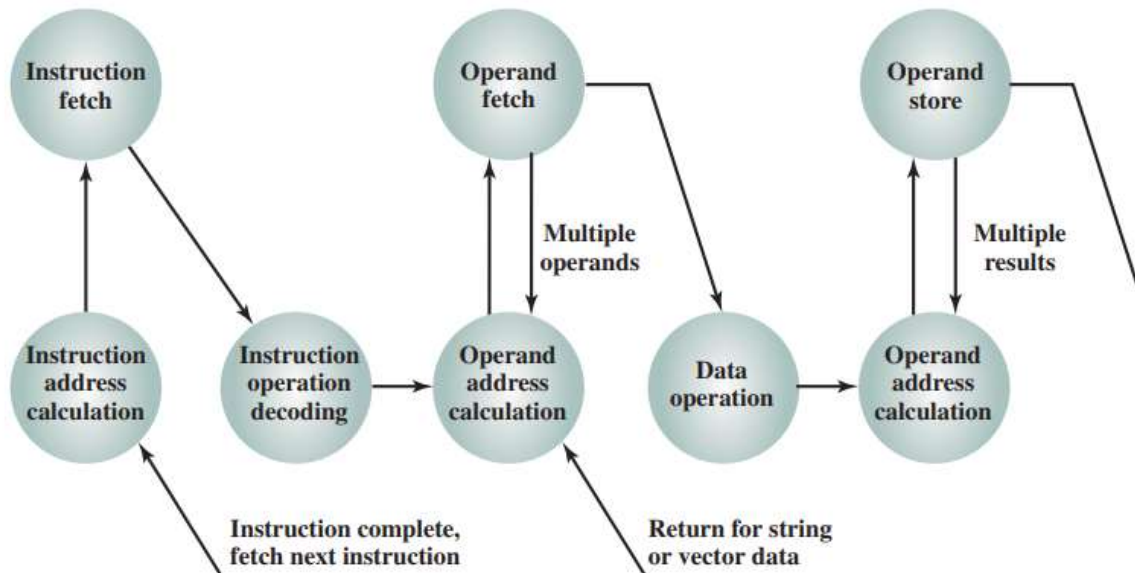 Instruction
fetch
Operand
fetch
Operand
store
Multiple
operands
Multiple
results
Instruction
address
calculation
Instruction
operation
decoding
Operand
address
calculation
Data
operation
Operand
address
calculation
Instruction complete,
fetch next instruction
Return for string
or vector data